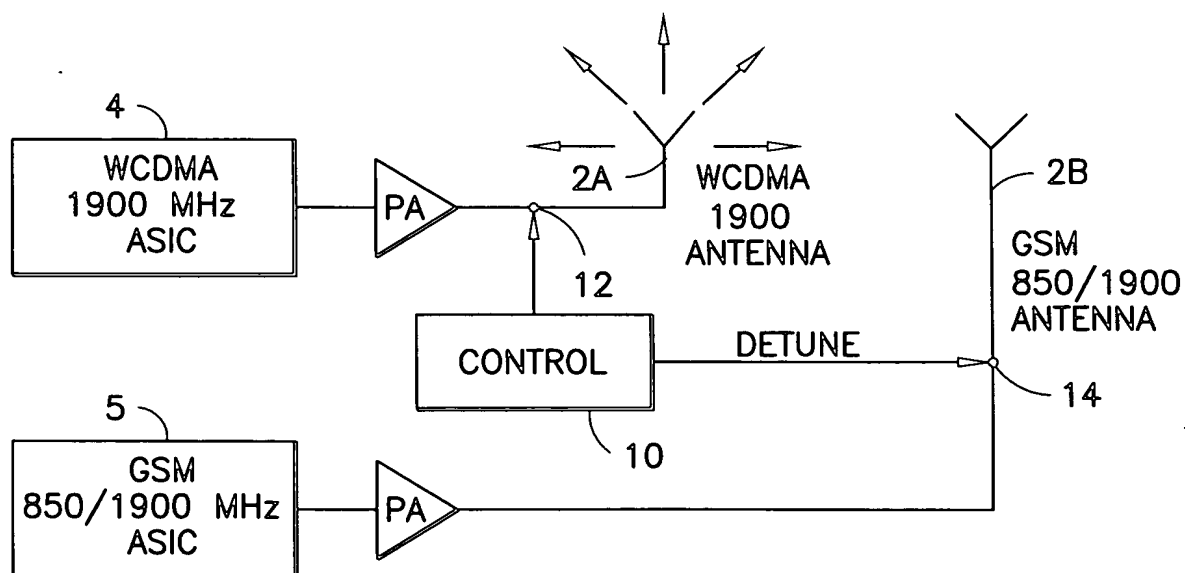 4
WCDMA
1900 MHz
ASIC
PA
2A
WCDMA
1900
ANTENNA
2B
GSM
850/1900
ANTENNA
12
CONTROL
DETUNE
14
10
5
GSM
850/1900 MHz
ASIC
PA